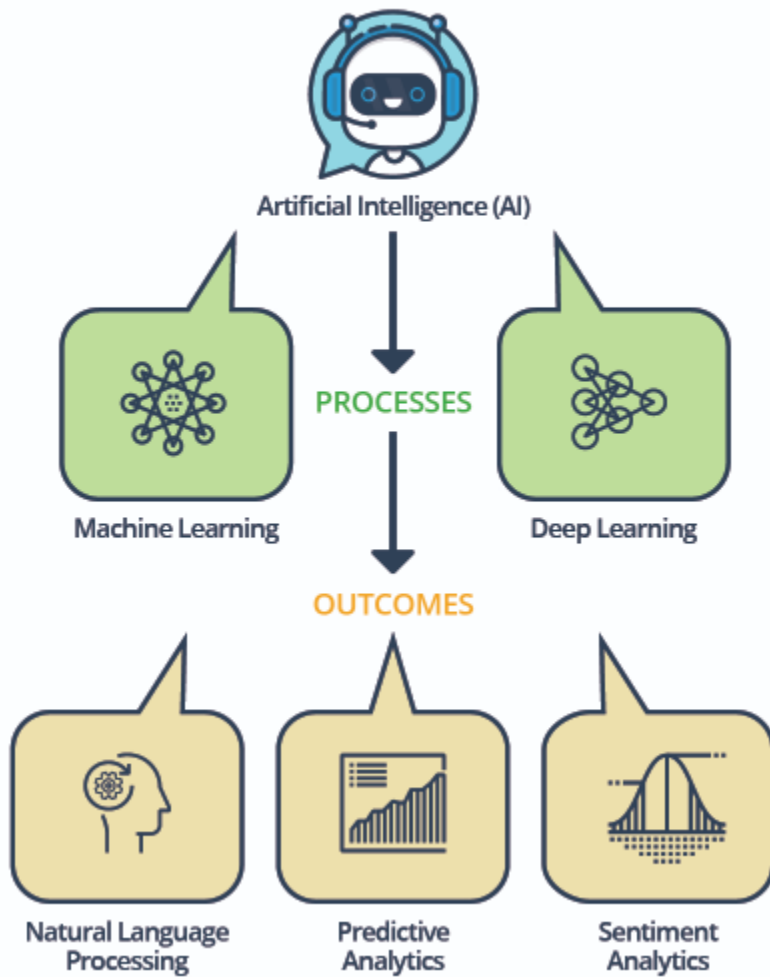 Artificial Intelligence (AI)
PROCESSES
Machine Learning
Deep Learning
OUTCOMES
Natural Language
Processing
Predictive
Analytics
Sentiment
Analytics